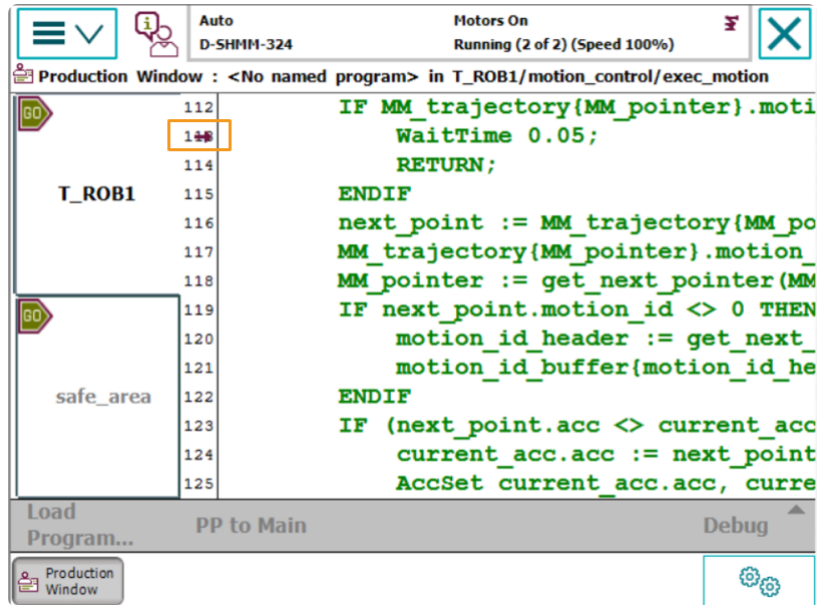 Auto
Motors On
D-SHMM-324
Running (2 of 2) (Speed 100%)
Production Window : <No named program> in T_ROB1/motion_control/exec_motion
GO
T_ROB1
GO
safe_area
112 IF MM_trajectory{MM_pointer}.moti
113 WaitTime 0.05;
114 RETURN;
115 ENDIF
116 next_point := MM_trajectory{MM_po
117 MM_trajectory{MM_pointer}.motion_
118 MM_pointer := get_next_pointer(MM
119 IF next_point.motion_id <> 0 THEN
120 motion_id_header := get_next_
121 motion_id_buffer{motion_id_he
122 ENDIF
123 IF (next_point.acc <> current_acc
124 current_acc.acc := next_point
125 AccSet current_acc.acc, curre
Load
Program...
PP to Main
Debug
Production
Window